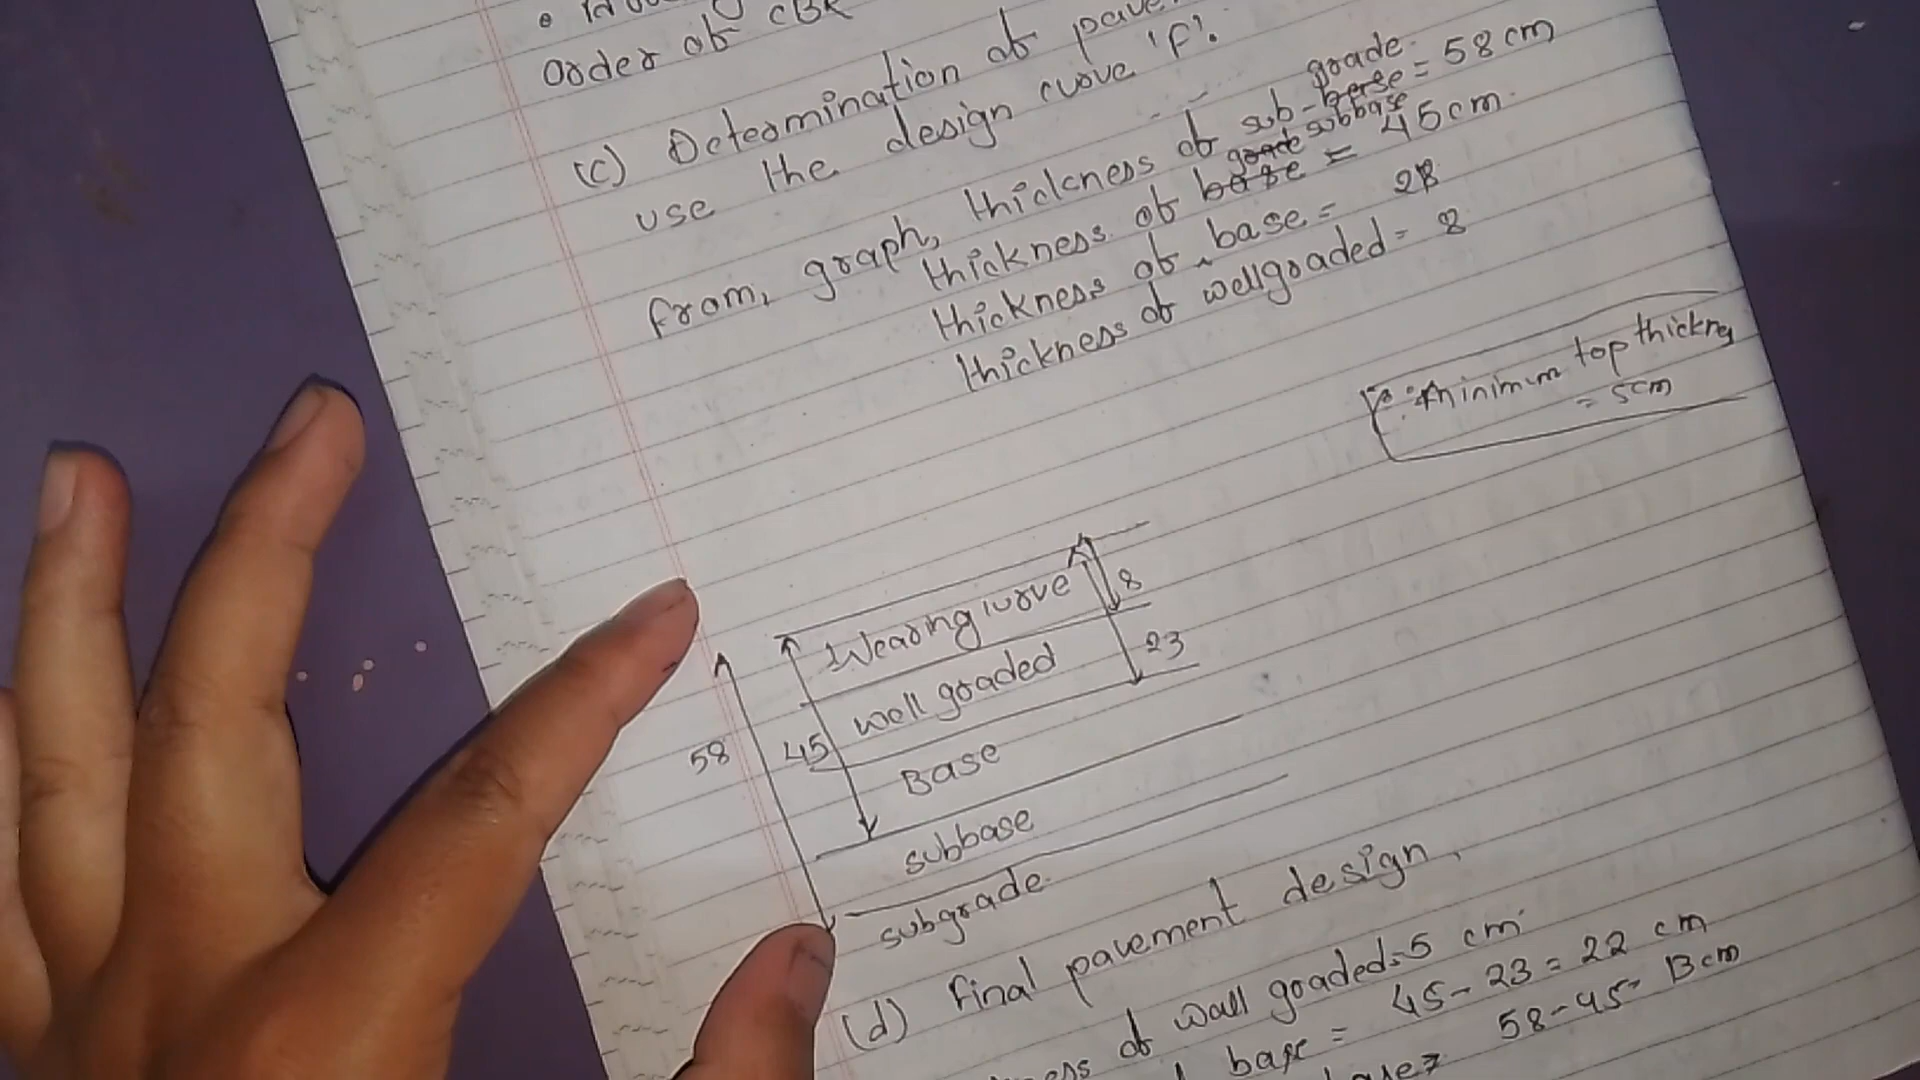 order of CBR
(c) Determination of
use the design curve 'F'.
from, graph, thickness of sub-grade = 58 cm
thickness of subbase = 45 cm.
thickness of base =
thickness of wellgraded = 8
minimum top
= 5cm
Wearing curve
8
well graded
23
58
45
Base
subbase
subgrade
(d) Final pavement design.
of wall graded = 5 cm
base = 45 - 23 = 22 cm
58 - 45 = 13 cm